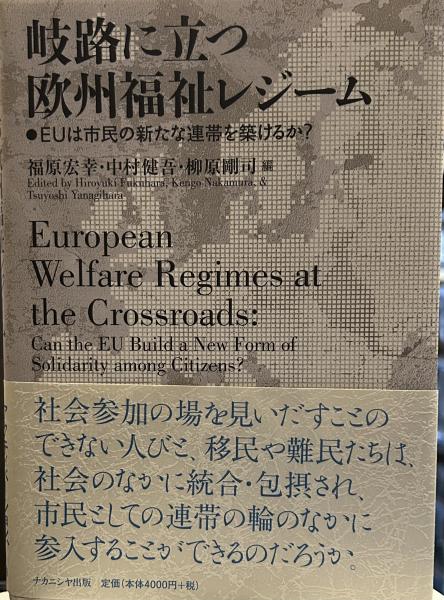 岐路に立つ
欧州福祉レジーム
●EUは市民の新たな連帯を築けるか?
福原宏幸・中村健吾・柳原剛司 編
Edited by Hiroyuki Fukuhara, Kengo Nakamura, &
Tsuyoshi Yanagihara
European
Welfare Regimes at
the Crossroads:
Can the EU Build a New Form of
Solidarity among Citizens?
社会参加の場を見いだすことの
できない人びと、移民や難民たちは、
社会のなかに統合・包摂され、
市民としての連帯の輪のなかに
参入することができるのだろうか。
ナカニシヤ出版 定価(本体4000円+税)